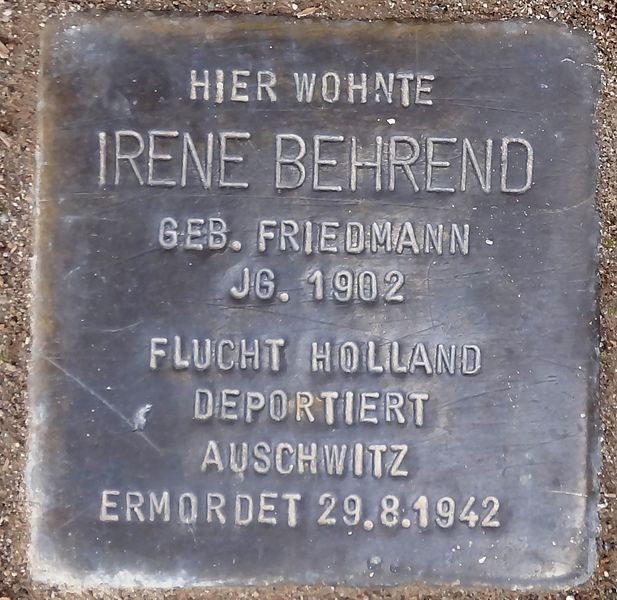 HIER WOHNTE
IRENE BEHREND
GEB. FRIEDMANN
JG. 1902
FLUCHT HOLLAND
DEPORTIERT
AUSCHWITZ
ERMORDET 29.8.1942